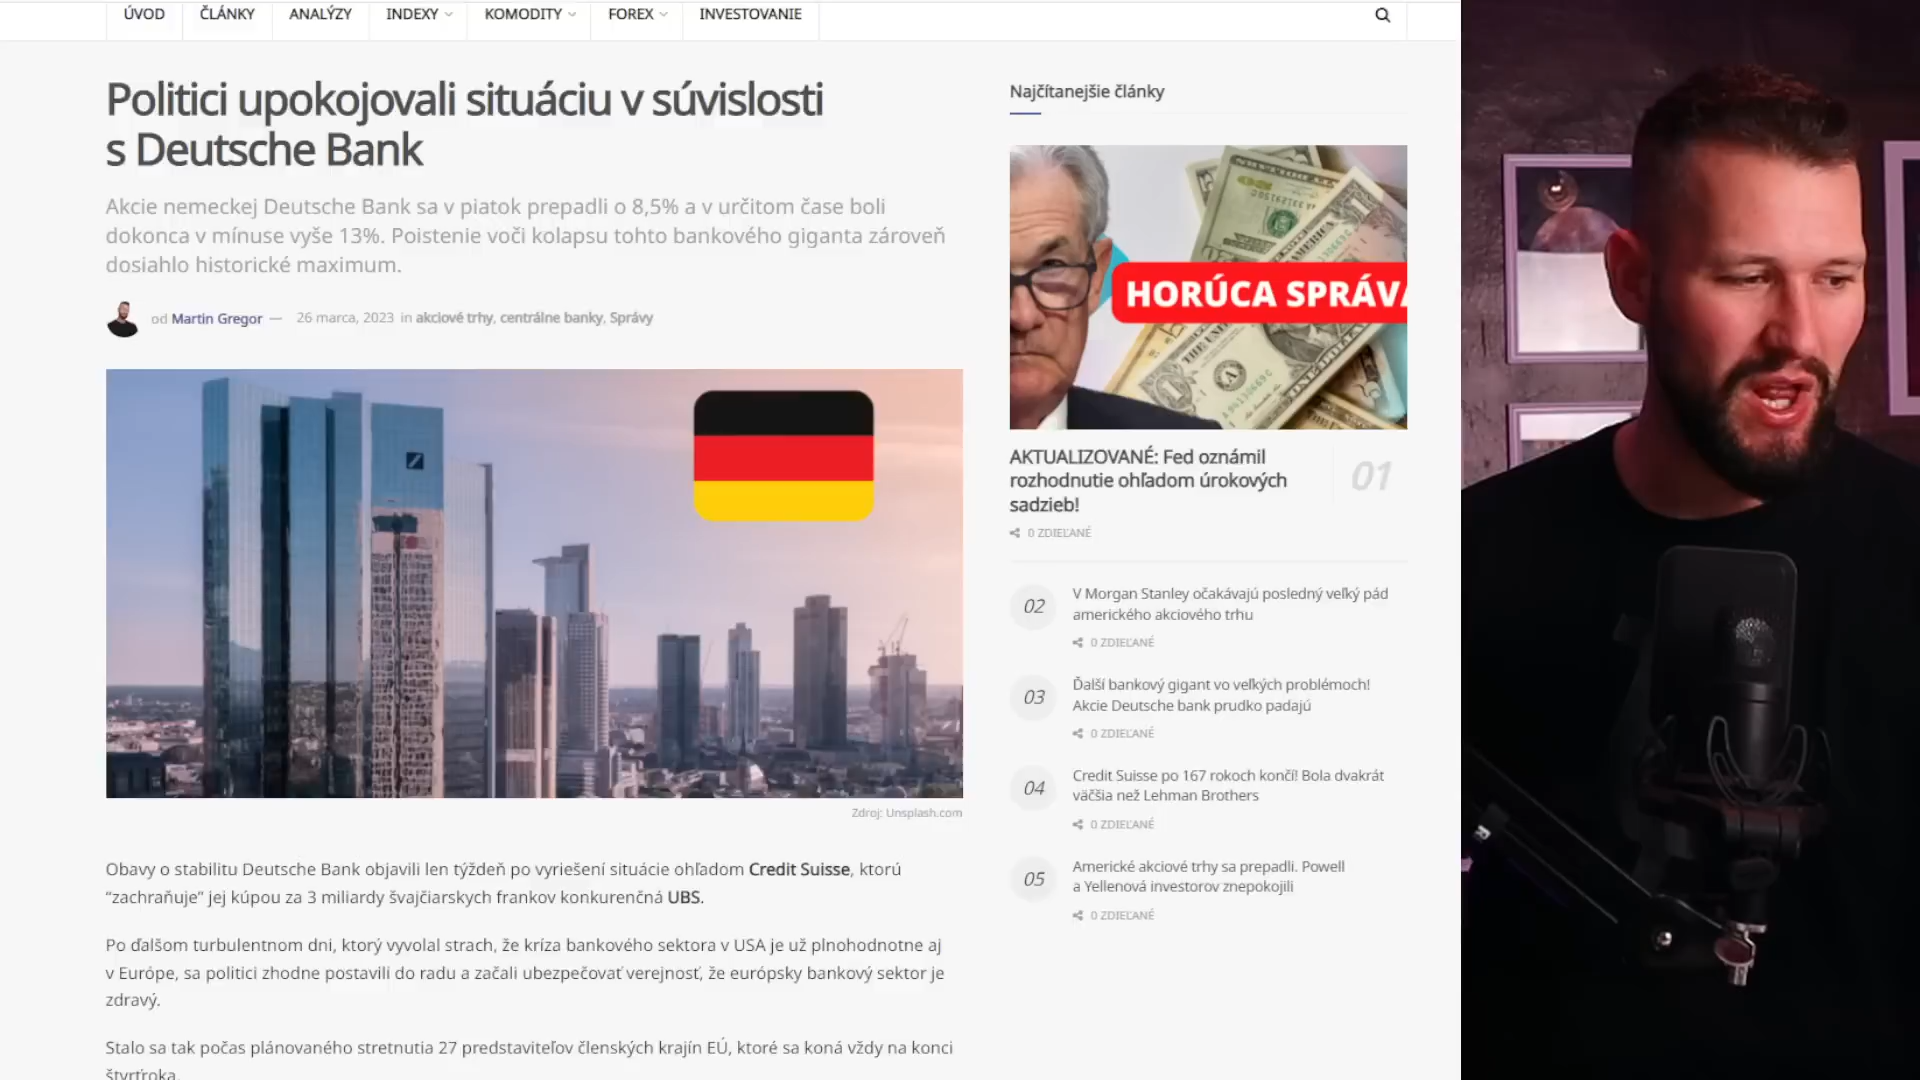 ÚVOD
ČLÁNKY
ANALÝZY
INDEXY
KOMODITY
FOREX
INVESTOVANIE
Politici upokojovali situáciu v súvislosti
s Deutsche Bank
Akcie nemeckej Deutsche Bank sa v piatok prepadli o 8,5% a v určitom čase boli
dokonca v mínuse vyše 13%. Poistenie voči kolapsu tohto bankového giganta zároveň
dosiahlo historické maximum.
od Martin Gregor — 26 marca, 2023 in akciové trhy, centrálne banky, Správy
Zdroj: Unsplash.com
Obavy o stabilitu Deutsche Bank objavili len týždeň po vyriešení situácie ohľadom Credit Suisse, ktorú
“zachraňuje” jej kúpou za 3 miliardy švajčiarskych frankov konkurenčná UBS.
Po ďalšom turbulentnom dni, ktorý vyvolal strach, že kríza bankového sektora v USA je už plnohodnotne aj
v Európe, sa politici zhodne postavili do radu a začali ubezpečovať verejnosť, že európsky bankový sektor je
zdravý.
Stalo sa tak počas plánovaného stretnutia 27 predstaviteľov členských krajín EÚ, ktoré sa koná vždy na konci
štvrťroka.
Najčítanejšie články
HORÚCA SPRÁVA
AKTUALIZOVANÉ: Fed oznámil
rozhodnutie ohľadom úrokových
sadzieb!
01
0 ZDIEĽANÉ
02
V Morgan Stanley očakávajú posledný veľký pád
amerického akciového trhu
0 ZDIEĽANÉ
03
Ďalší bankový gigant vo veľkých problémoch!
Akcie Deutsche bank prudko padajú
0 ZDIEĽANÉ
04
Credit Suisse po 167 rokoch končí! Bola dvakrát
väčšia než Lehman Brothers
0 ZDIEĽANÉ
05
Americké akciové trhy sa prepadli. Powell
a Yellenová investorov znepokojili
0 ZDIEĽANÉ